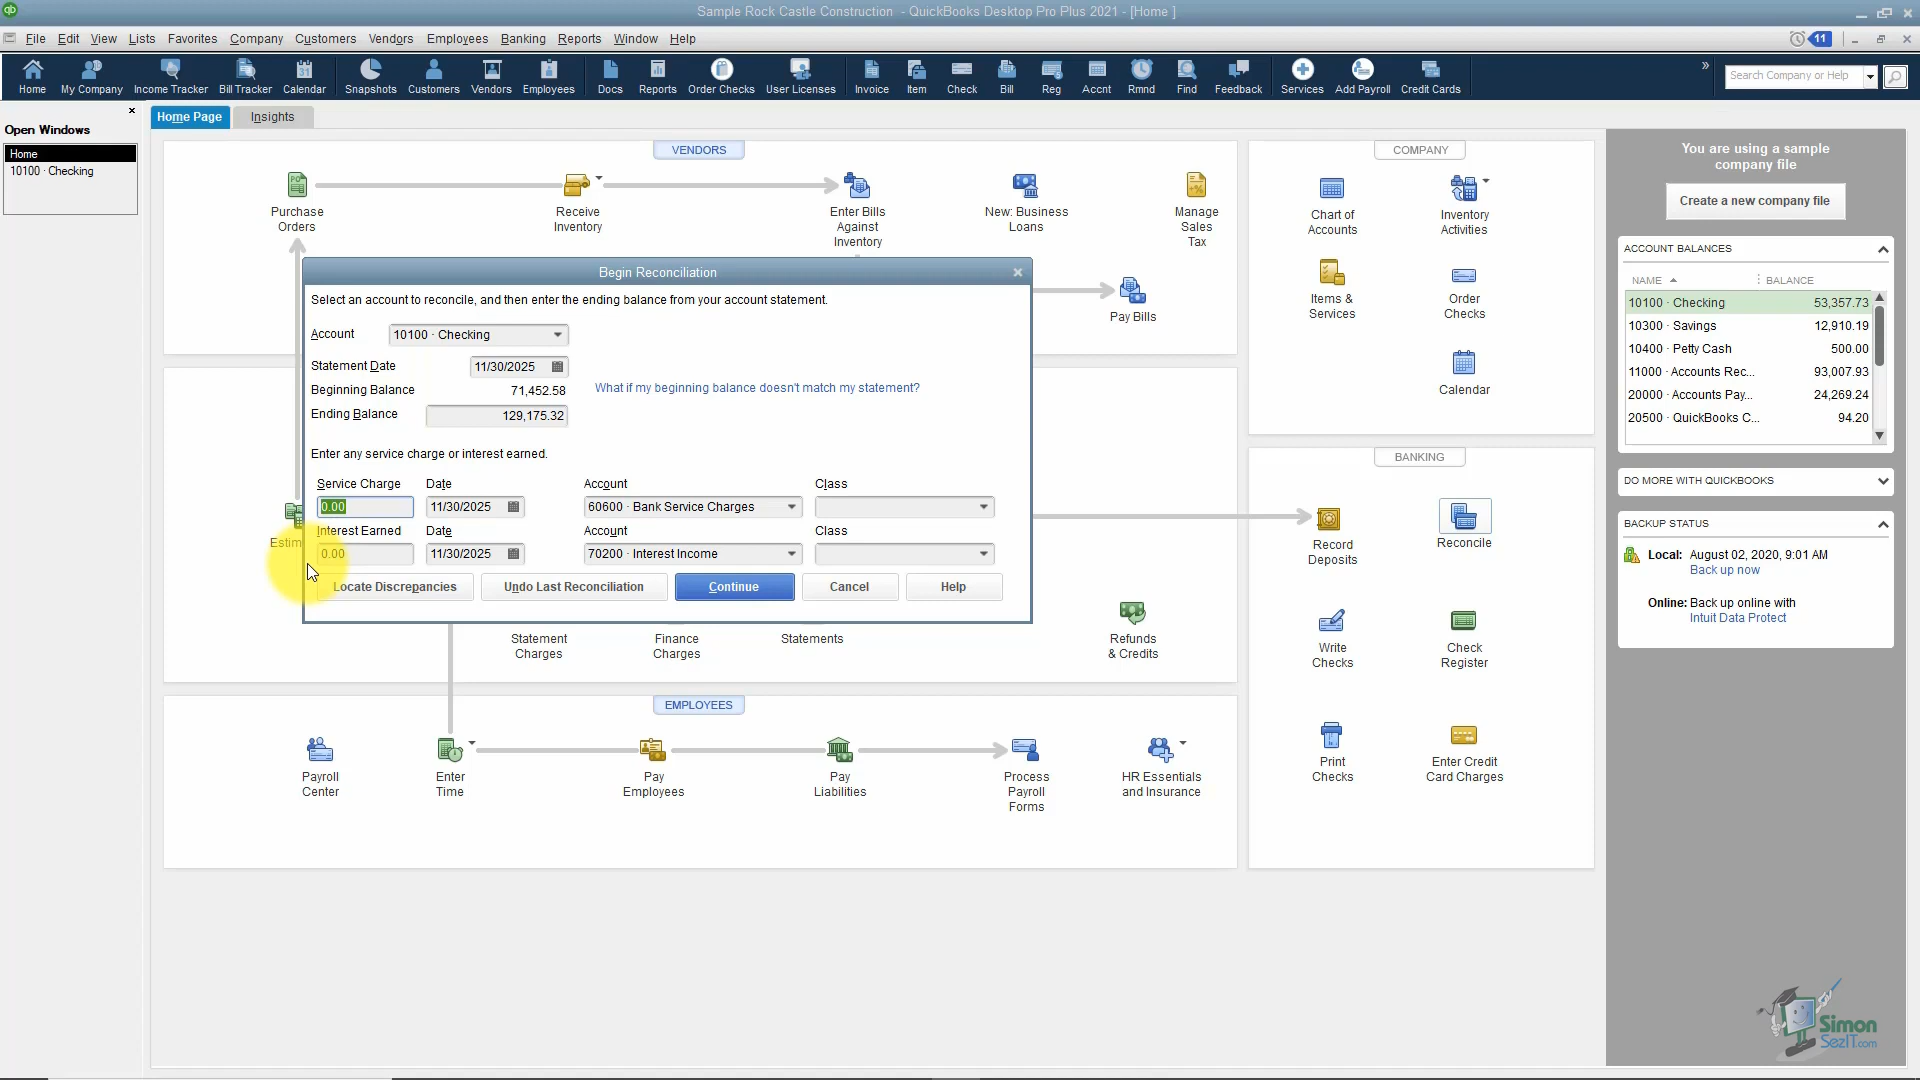 Sample Rock Castle Construction - QuickBooks Desktop Pro Plus 2021 - [Home ]
File Edit View Lists Favorites Company Customers Vendors Employees Banking Reports Window Help
11
Home My Company Income Tracker Bill Tracker Calendar Snapshots Customers Vendors Employees Docs Reports Order Checks User Licenses Invoice Item Check Bill Reg Accnt Rmnd Find Feedback Services Add Payroll Credit Cards
Search Company or Help
Open Windows
Home
10100 · Checking
Home Page
Insights
VENDORS
Purchase
Orders
Receive
Inventory
Enter Bills
Against
Inventory
New: Business
Loans
Manage
Sales
Tax
Pay Bills
Begin Reconciliation
Select an account to reconcile, and then enter the ending balance from your account statement.
Account 10100 · Checking
Statement Date 11/30/2025
Beginning Balance 71,452.58 What if my beginning balance doesn't match my statement?
Ending Balance 129,175.32
Enter any service charge or interest earned.
Service Charge Date Account Class
0.00 11/30/2025 60600 · Bank Service Charges
Interest Earned Date Account Class
0.00 11/30/2025 70200 · Interest Income
Locate Discrepancies Undo Last Reconciliation Continue Cancel Help
Estim
Statement
Charges
Finance
Charges
Statements
Refunds
& Credits
EMPLOYEES
Payroll
Center
Enter
Time
Pay
Employees
Pay
Liabilities
Process
Payroll
Forms
HR Essentials
and Insurance
COMPANY
Chart of
Accounts
Inventory
Activities
Items &
Services
Order
Checks
Calendar
BANKING
Record
Deposits
Reconcile
Write
Checks
Check
Register
Print
Checks
Enter Credit
Card Charges
You are using a sample
company file
Create a new company file
ACCOUNT BALANCES
NAME BALANCE
10100 · Checking 53,357.73
10300 · Savings 12,910.19
10400 · Petty Cash 500.00
11000 · Accounts Rec... 93,007.93
20000 · Accounts Pay... 24,269.24
20500 · QuickBooks C... 94.20
DO MORE WITH QUICKBOOKS
BACKUP STATUS
Local: August 02, 2020, 9:01 AM
Back up now
Online: Back up online with
Intuit Data Protect
Simon
SezIT.com